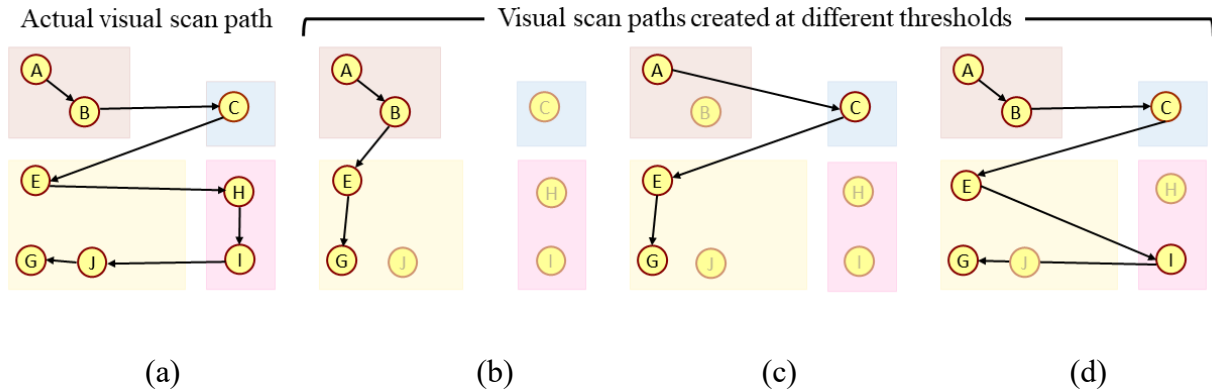 Actual visual scan path
Visual scan paths created at different thresholds
A
B
C
E
H
G
J
I
A
B
C
E
H
G
J
I
A
B
C
E
H
G
J
I
A
B
C
E
H
G
J
I
(a)
(b)
(c)
(d)